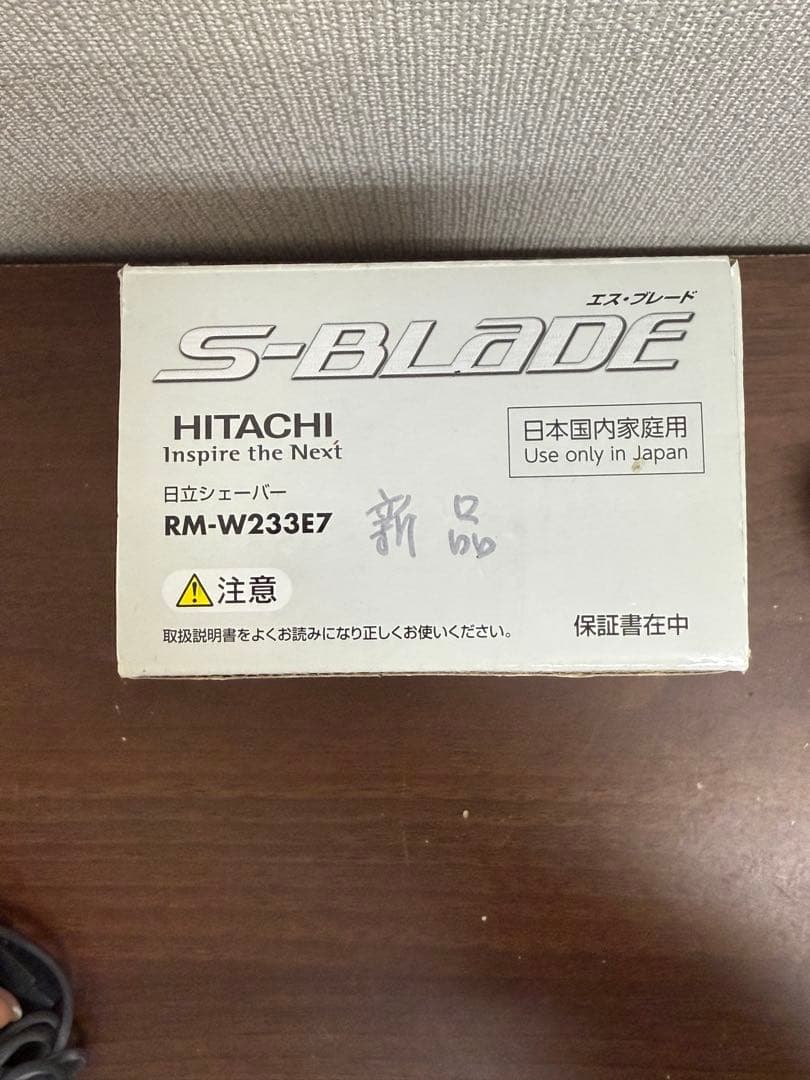 エス・ブレード
S-BLADE
HITACHI
Inspire the Next
日本国内家庭用
Use only in Japan
日立シェーバー
RM-W233E7
新品
注意
取扱説明書をよくお読みになり正しくお使いください。
保証書在中